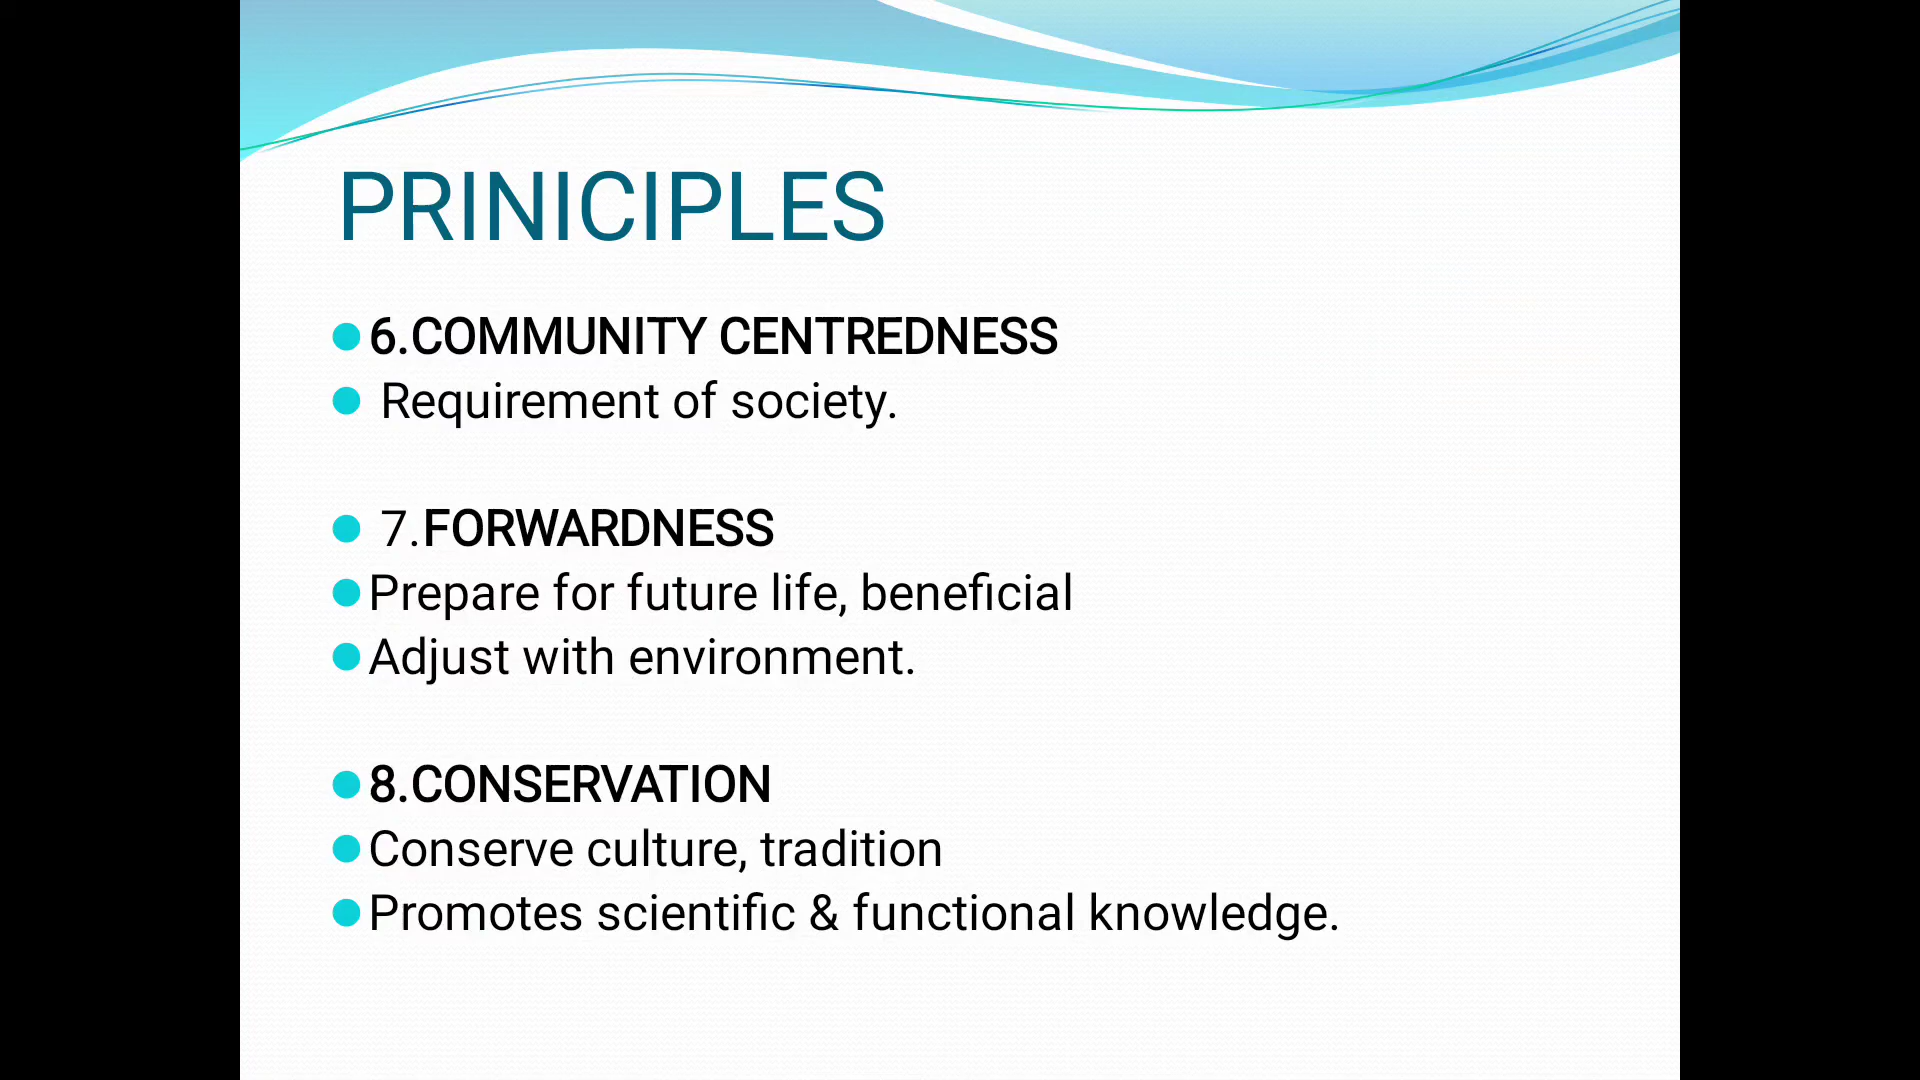 PRINICIPLES
6.COMMUNITY CENTREDNESS
Requirement of society.
7.FORWARDNESS
Prepare for future life, beneficial
Adjust with environment.
8.CONSERVATION
Conserve culture, tradition
Promotes scientific & functional knowledge.